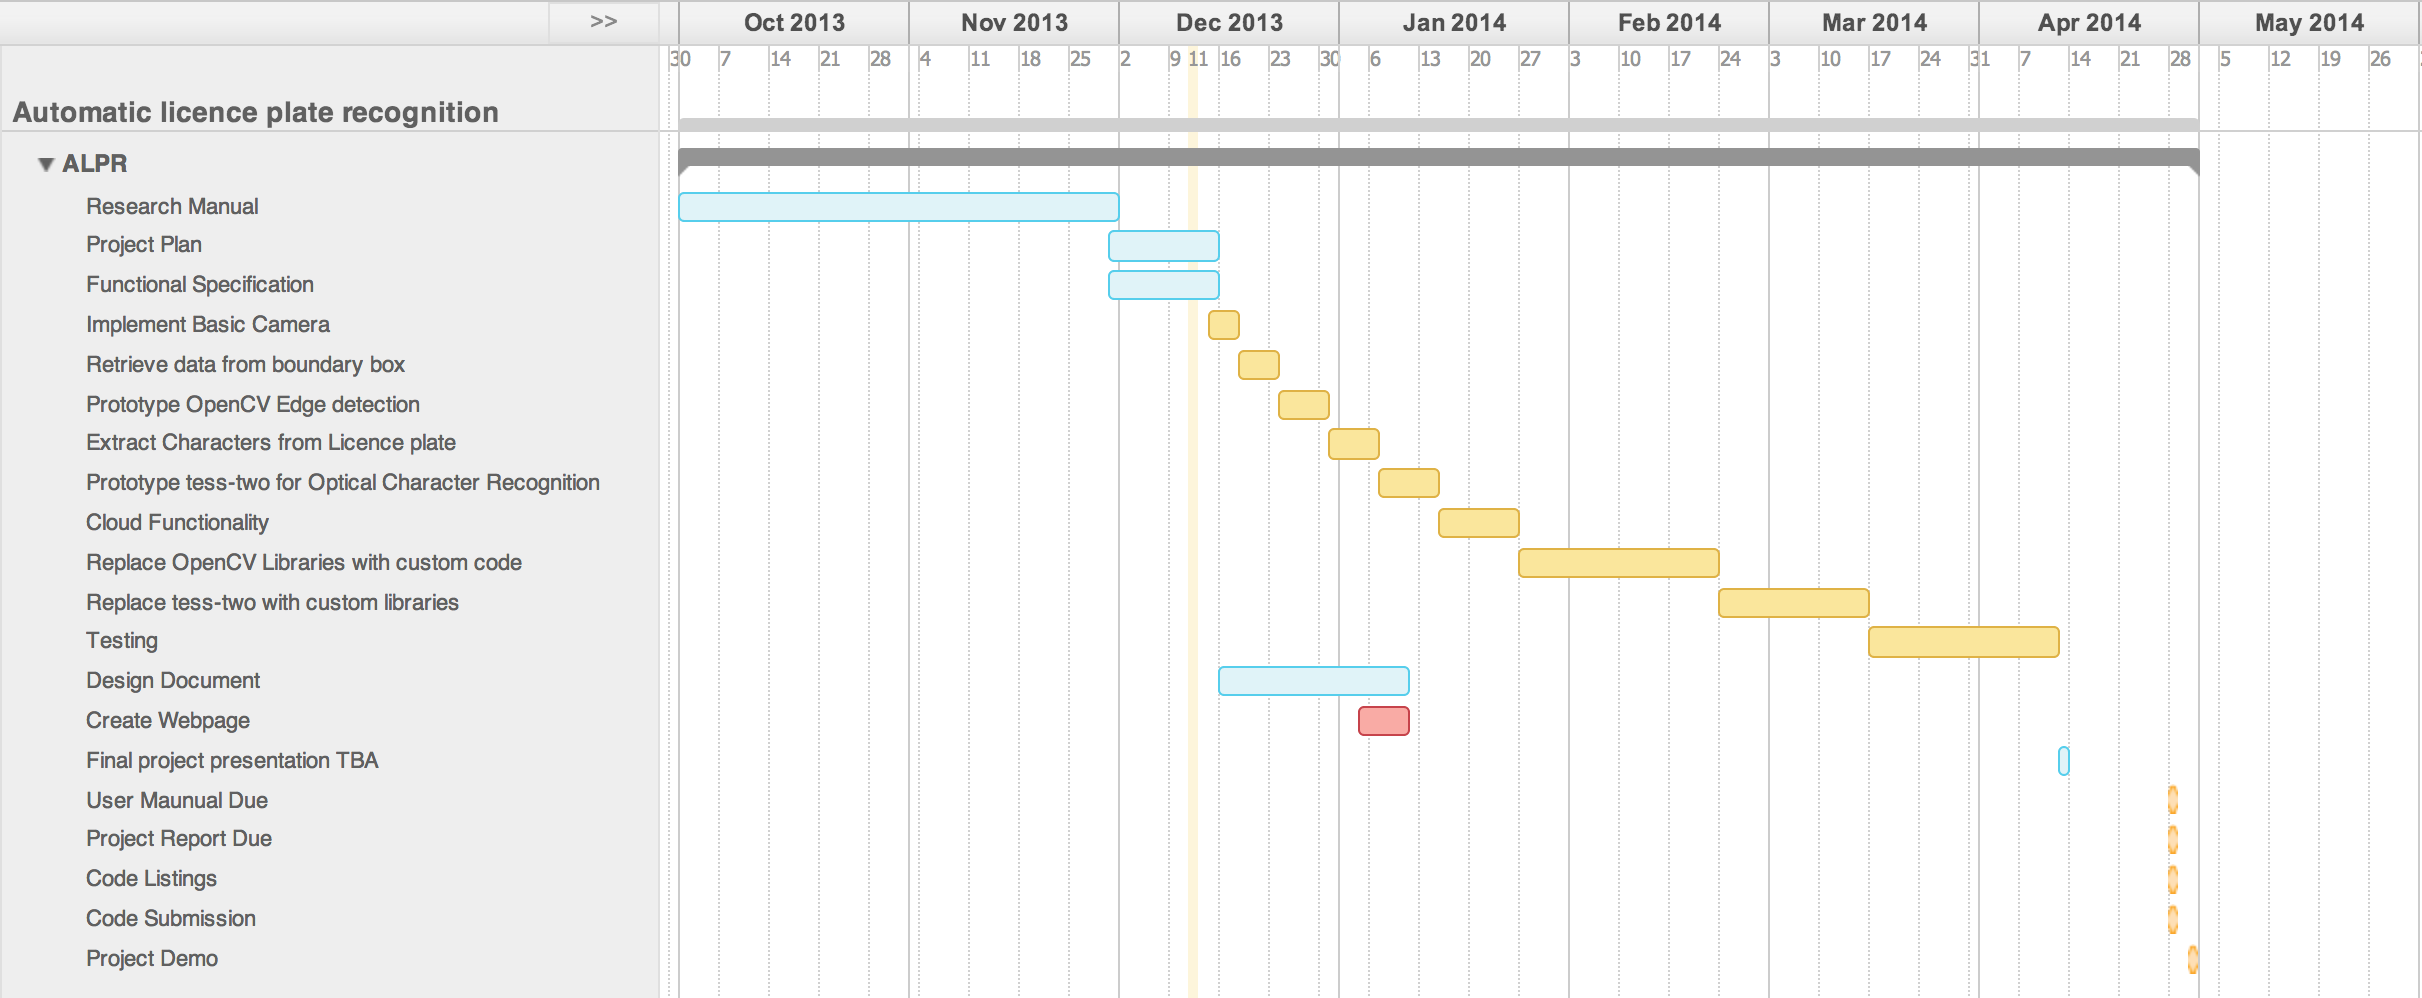 >> Oct 2013 Nov 2013 Dec 2013 Jan 2014 Feb 2014 Mar 2014 Apr 2014 May 2014
30 7 14 21 28 4 11 18 25 2 9 11 16 23 30 6 13 20 27 3 10 17 24 3 10 17 24 31 7 14 21 28 5 12 19 26
Automatic licence plate recognition
ALPR
Research Manual
Project Plan
Functional Specification
Implement Basic Camera
Retrieve data from boundary box
Prototype OpenCV Edge detection
Extract Characters from Licence plate
Prototype tess-two for Optical Character Recognition
Cloud Functionality
Replace OpenCV Libraries with custom code
Replace tess-two with custom libraries
Testing
Design Document
Create Webpage
Final project presentation TBA
User Maunual Due
Project Report Due
Code Listings
Code Submission
Project Demo